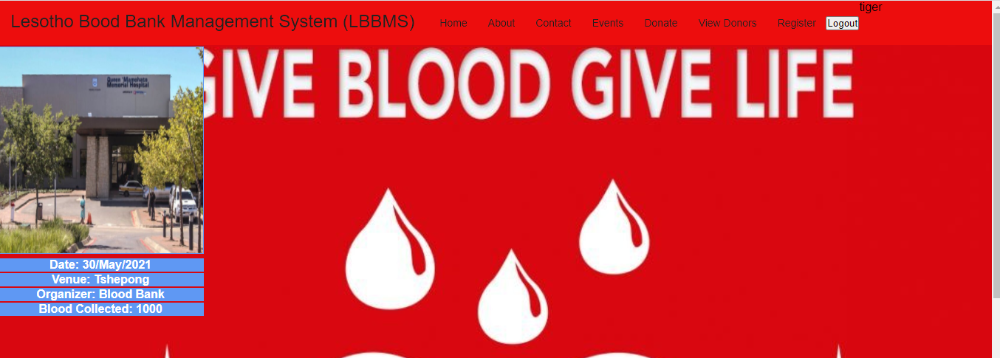 tiger
Lesotho Bood Bank Management System (LBBMS) Home About Contact Events Donate View Donors Register Logout
GIVE BLOOD GIVE LIFE
Queen 'Mamohato
Memorial Hospital
Date: 30/May/2021
Venue: Tshepong
Organizer: Blood Bank
Blood Collected: 1000